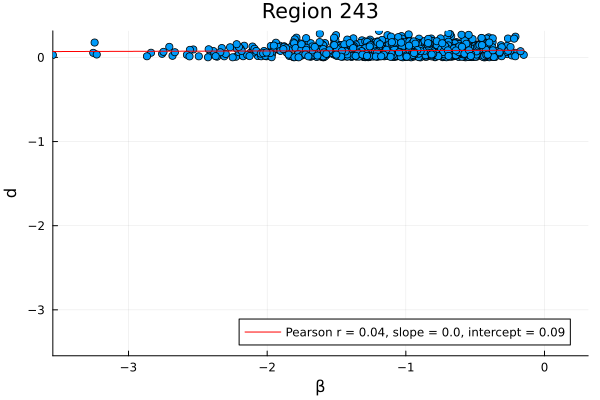 Region 243
0
−1
−2
−3
d
Pearson r = 0.04, slope = 0.0, intercept = 0.09
−3
−2
−1
0
β